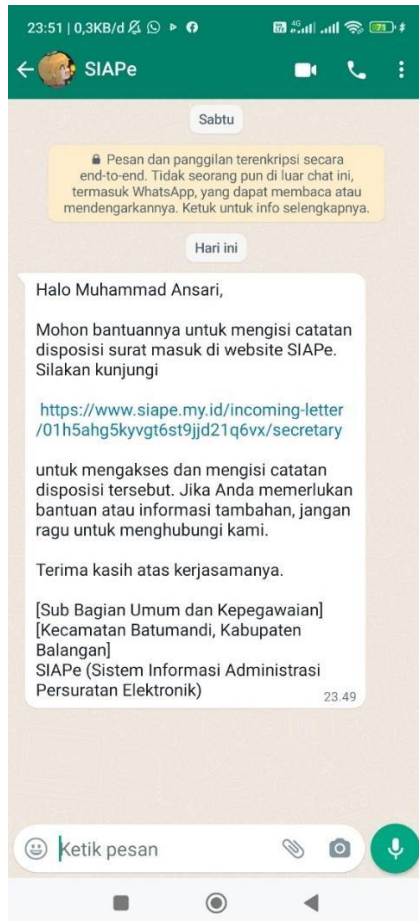 23:51 | 0,3KB/d
4G
71
SIAPe
Sabtu
Pesan dan panggilan terenkripsi secara
end-to-end. Tidak seorang pun di luar chat ini,
termasuk WhatsApp, yang dapat membaca atau
mendengarkannya. Ketuk untuk info selengkapnya.
Hari ini
Halo Muhammad Ansari,
Mohon bantuannya untuk mengisi catatan
disposisi surat masuk di website SIAPe.
Silakan kunjungi
https://www.siape.my.id/incoming-letter
/01h5ahg5kyvgt6st9jjd21q6vx/secretary
untuk mengakses dan mengisi catatan
disposisi tersebut. Jika Anda memerlukan
bantuan atau informasi tambahan, jangan
ragu untuk menghubungi kami.
Terima kasih atas kerjasamanya.
[Sub Bagian Umum dan Kepegawaian]
[Kecamatan Batumandi, Kabupaten
Balangan]
SIAPe (Sistem Informasi Administrasi
Persuratan Elektronik)
23.49
Ketik pesan